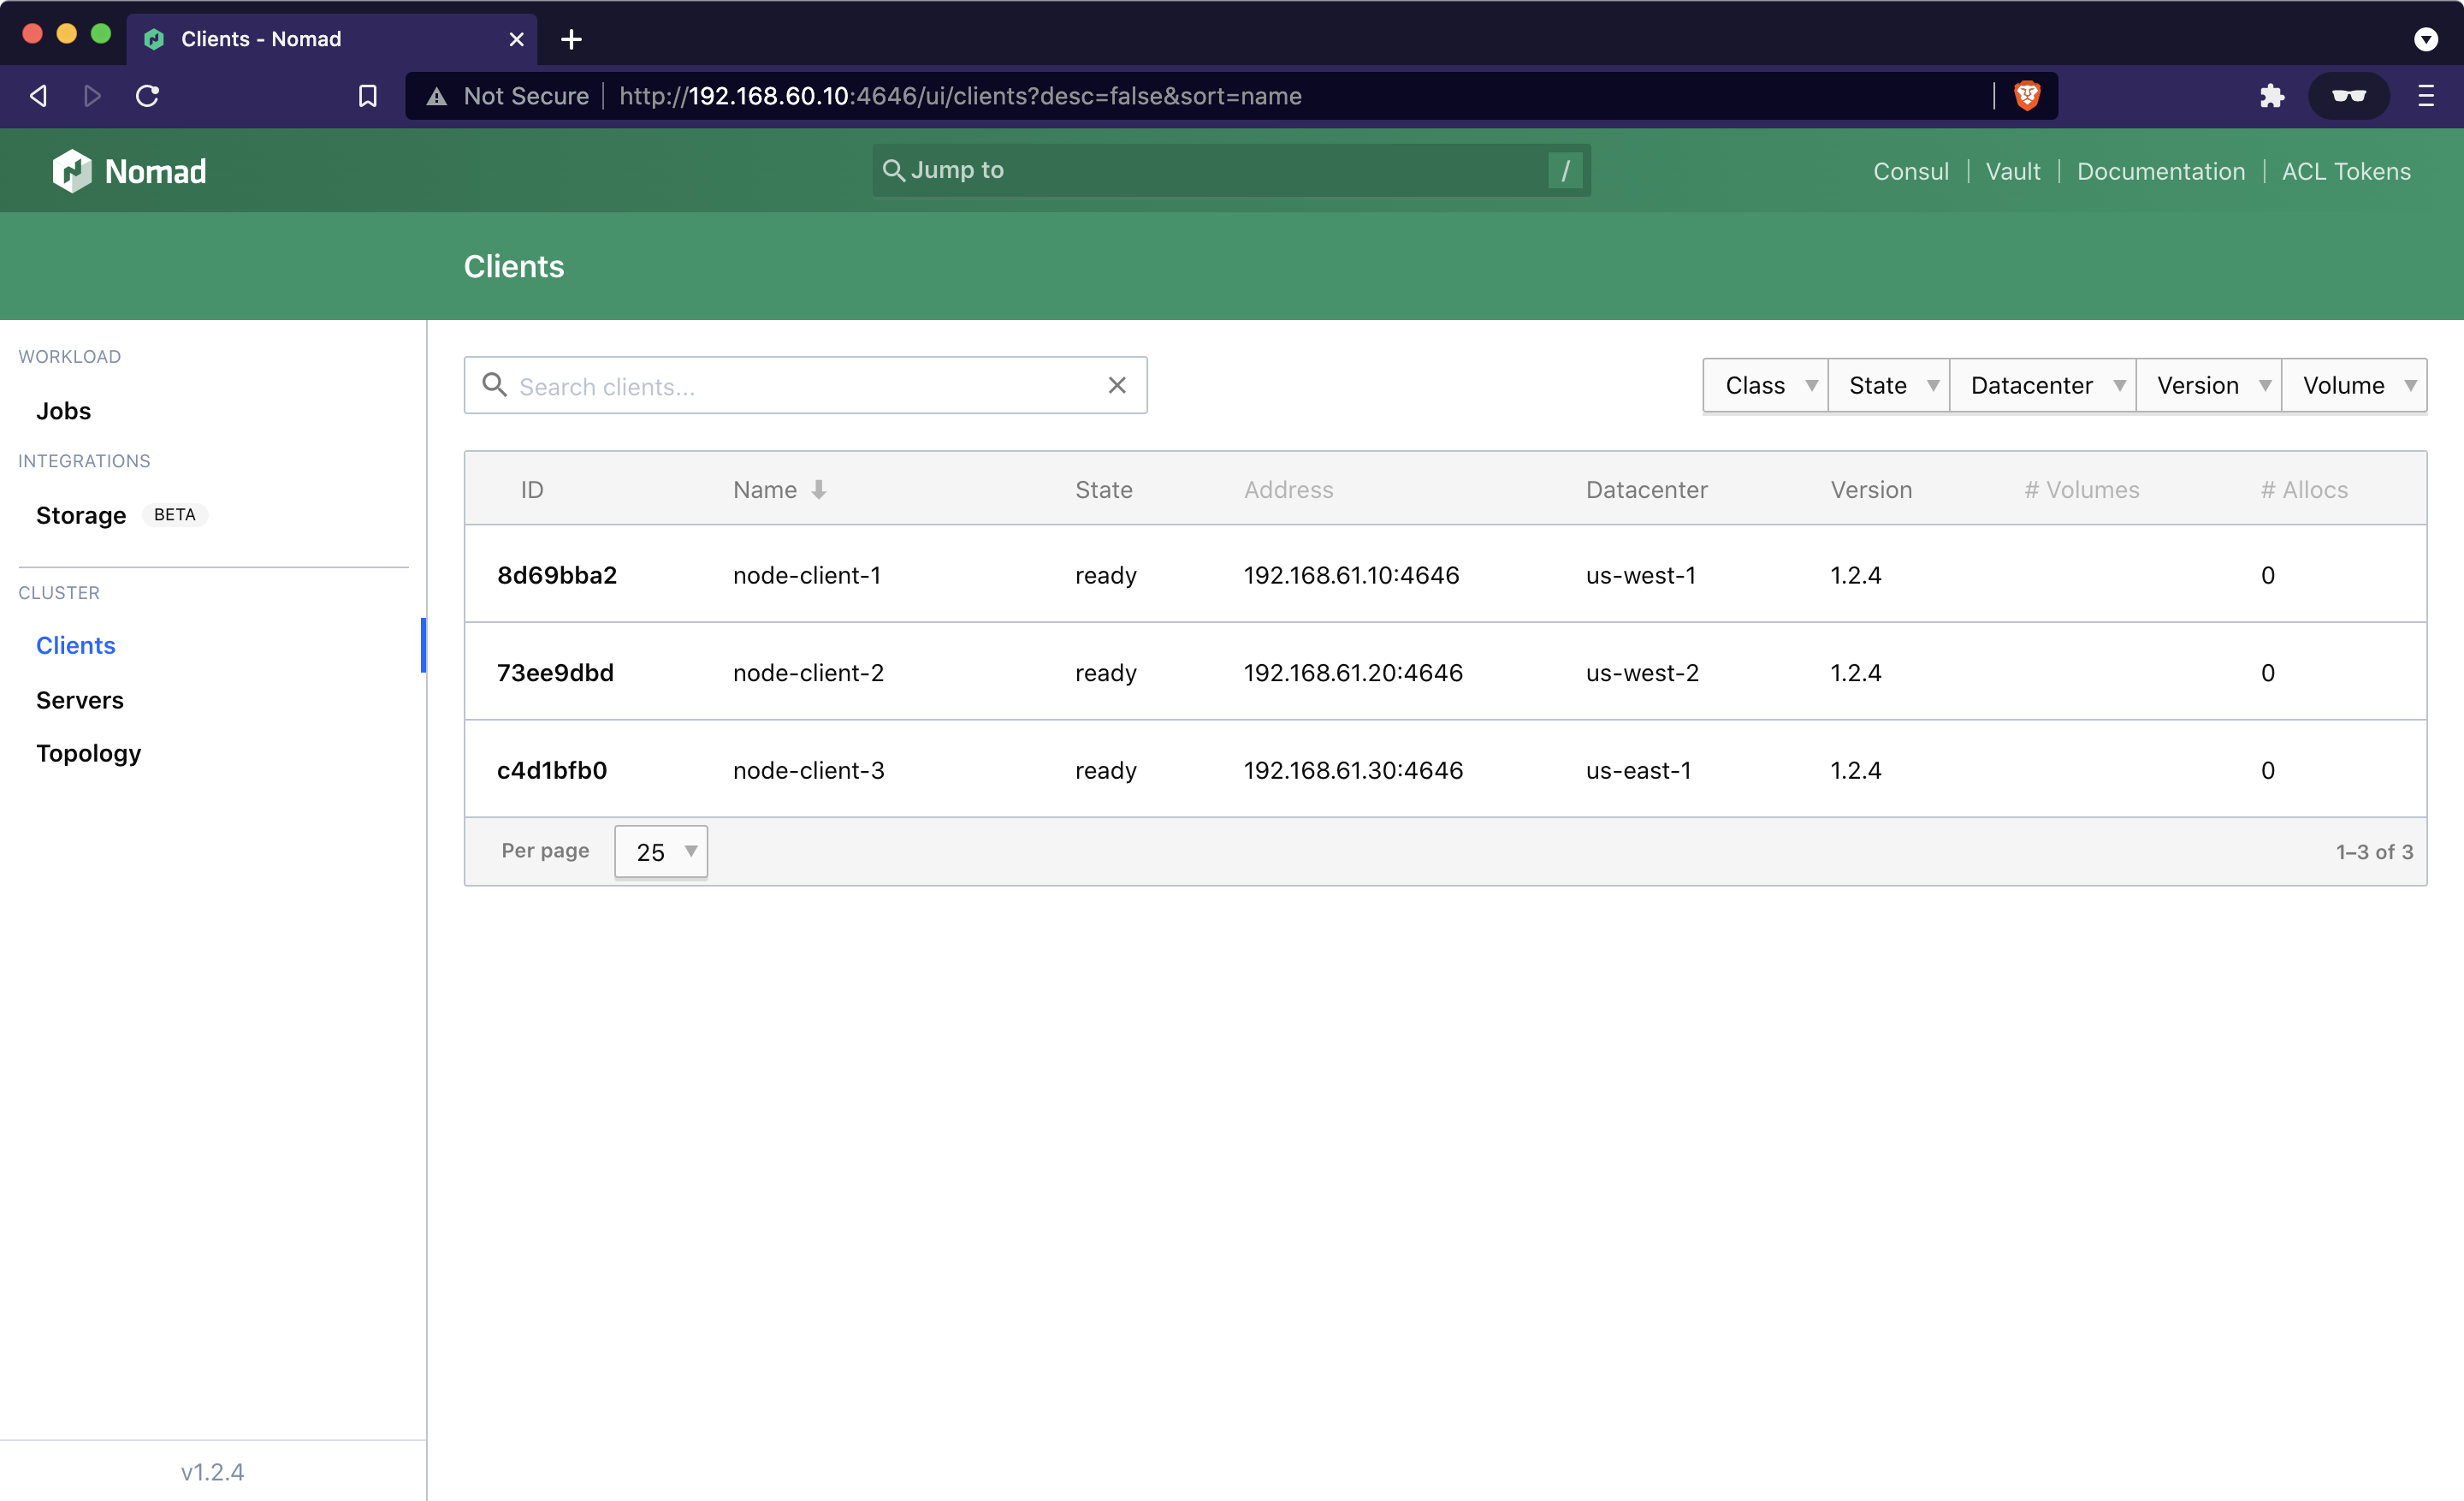 Clients - Nomad
Not Secure http://192.168.60.10:4646/ui/clients?desc=false&sort=name
Nomad Jump to / Consul Vault Documentation ACL Tokens
Clients
WORKLOAD
Jobs
INTEGRATIONS
Storage BETA
CLUSTER
Clients
Servers
Topology
v1.2.4
Search clients... Class State Datacenter Version Volume
ID Name State Address Datacenter Version # Volumes # Allocs
8d69bba2 node-client-1 ready 192.168.61.10:4646 us-west-1 1.2.4 0
73ee9dbd node-client-2 ready 192.168.61.20:4646 us-west-2 1.2.4 0
c4d1bfb0 node-client-3 ready 192.168.61.30:4646 us-east-1 1.2.4 0
Per page 25 1–3 of 3